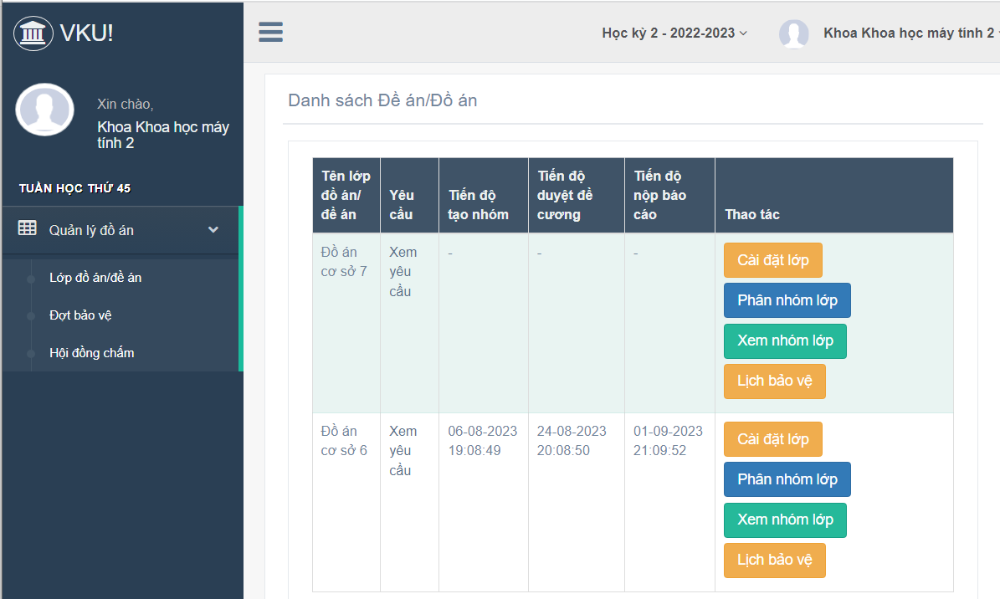 VKU!
Học kỳ 2 - 2022-2023
Khoa Khoa học máy tính 2
Xin chào,
Khoa Khoa học máy
tính 2
TUẦN HỌC THỨ 45
Quản lý đồ án
Lớp đồ án/đề án
Đợt bảo vệ
Hội đồng chấm
Danh sách Đề án/Đồ án
Tên lớp
đồ án/
đề án
Yêu
cầu
Tiến độ
tạo nhóm
Tiến độ
duyệt đề
cương
Tiến độ
nộp báo
cáo
Thao tác
Đồ án
cơ sở 7
Xem
yêu
cầu
-
-
-
Cài đặt lớp
Phân nhóm lớp
Xem nhóm lớp
Lịch bảo vệ
Đồ án
cơ sở 6
Xem
yêu
cầu
06-08-2023
19:08:49
24-08-2023
20:08:50
01-09-2023
21:09:52
Cài đặt lớp
Phân nhóm lớp
Xem nhóm lớp
Lịch bảo vệ